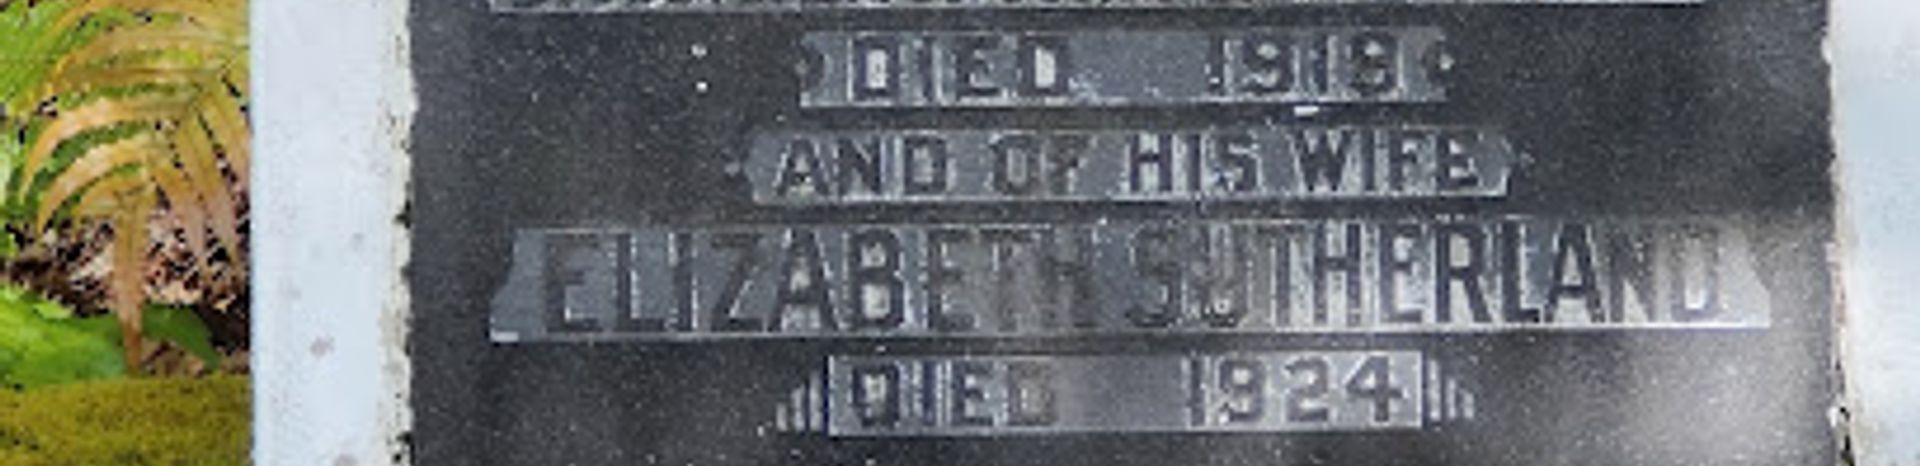 DIED 1919
AND OF HIS WIFE
ELIZABETH SUTHERLAND
DIED 1924